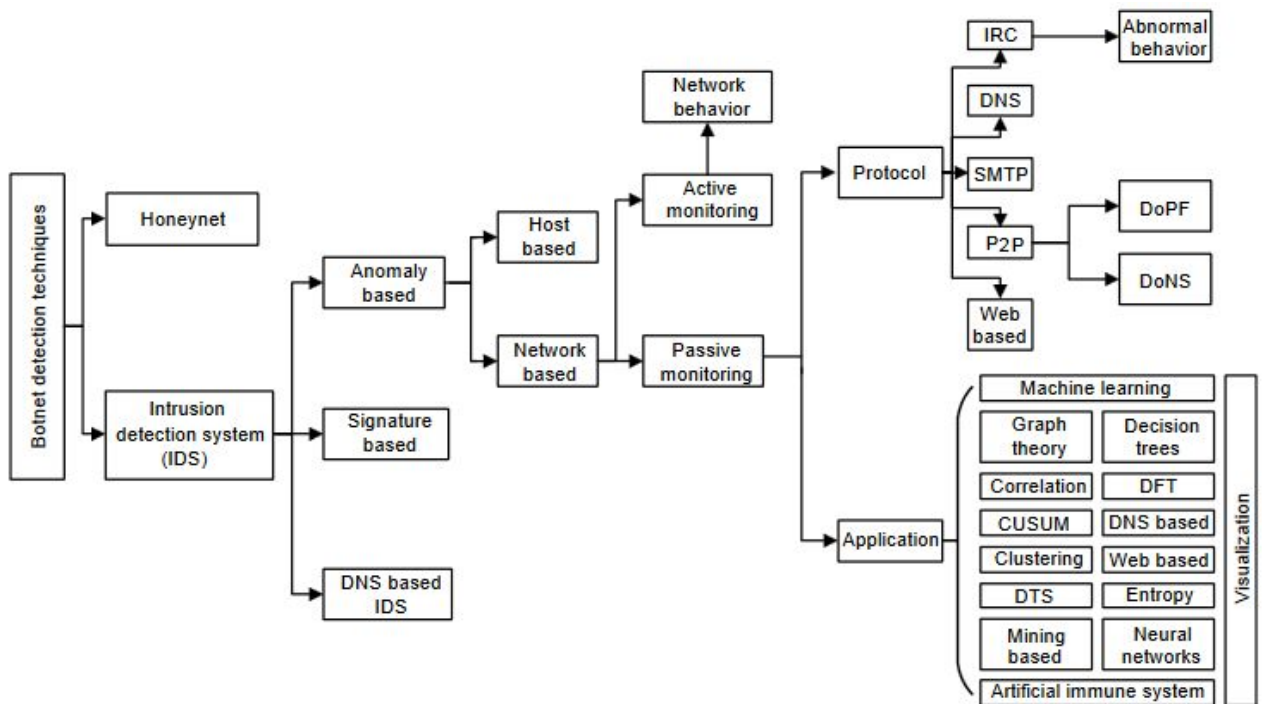 Botnet detection techniques
Honeynet
Intrusion
detection system
(IDS)
Anomaly
based
Signature
based
DNS based
IDS
Host
based
Network
based
Network
behavior
Active
monitoring
Passive
monitoring
Protocol
Application
IRC
DNS
SMTP
P2P
Web
based
Abnormal
behavior
DoPF
DoNS
Machine learning
Graph
theory
Decision
trees
Correlation
DFT
CUSUM
DNS based
Clustering
Web based
DTS
Entropy
Mining
based
Neural
networks
Artificial immune system
Visualization